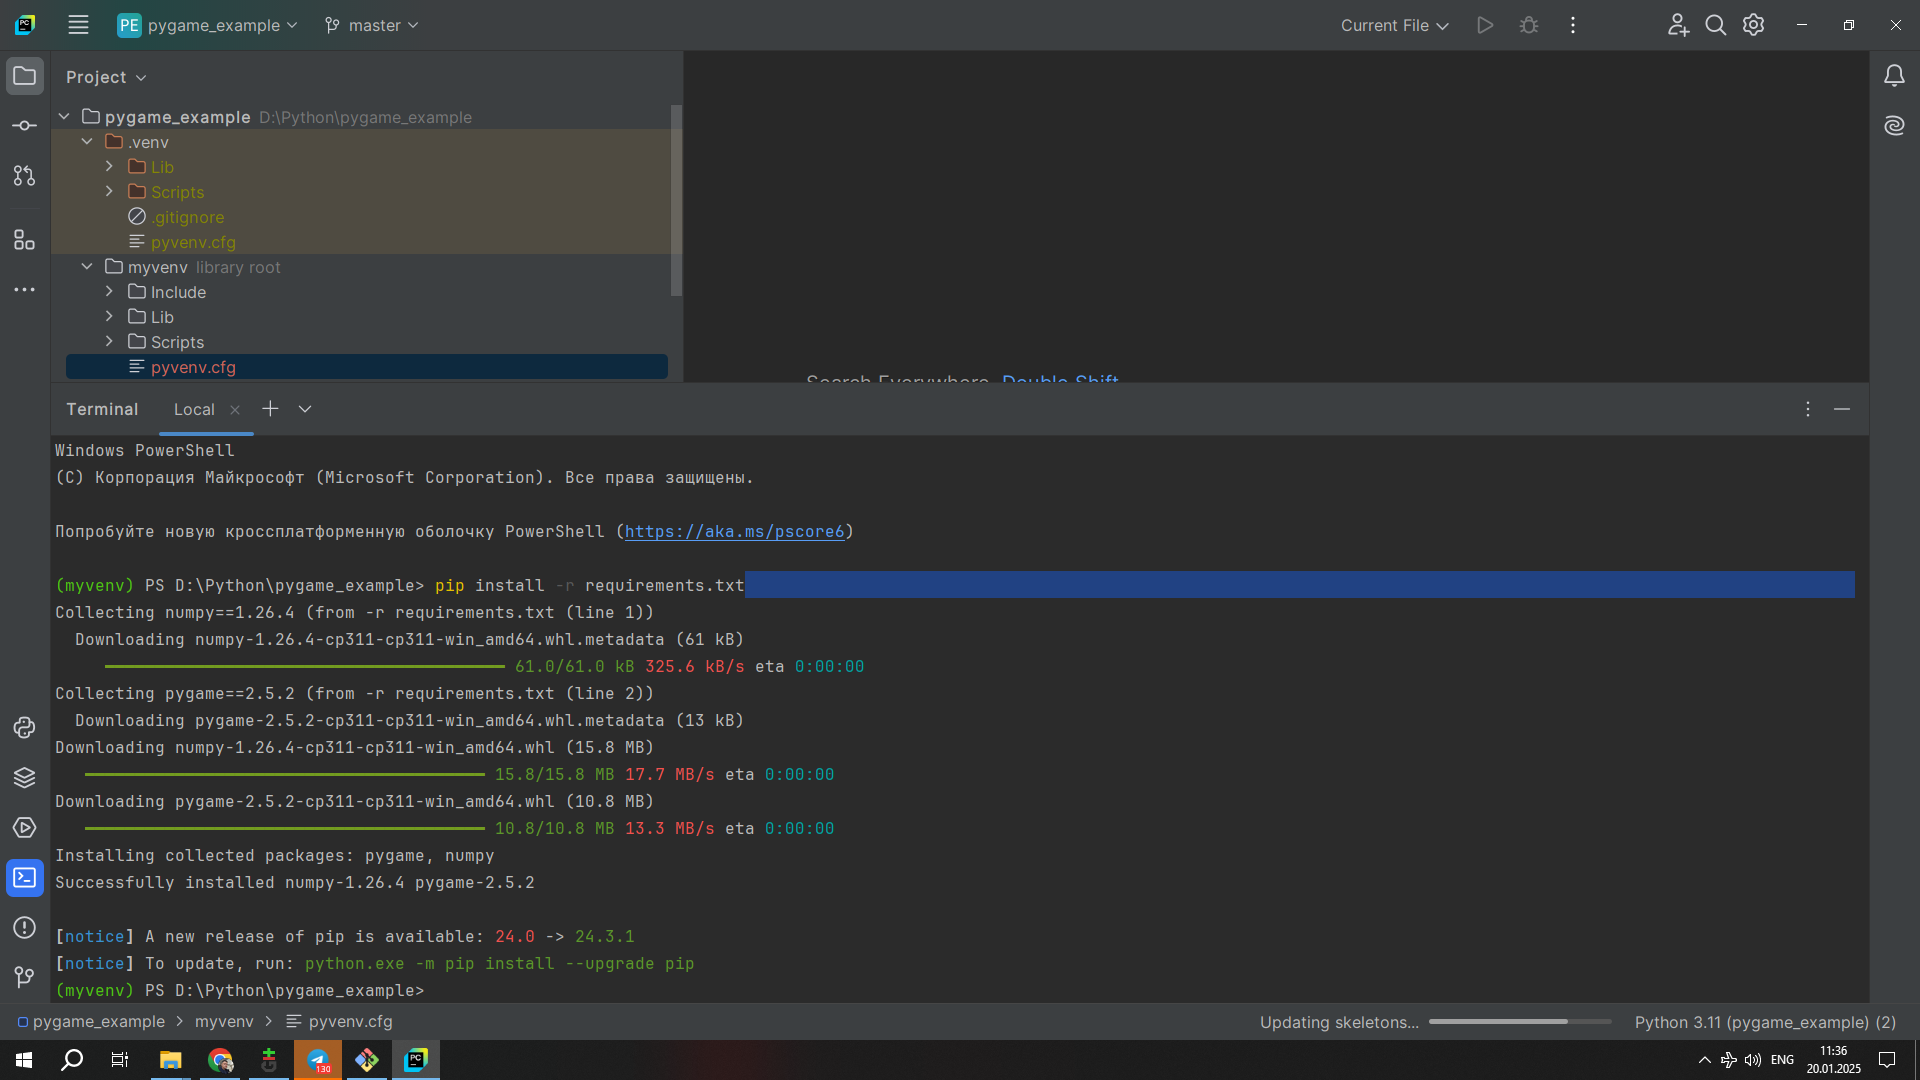 PE pygame_example master Current File
Project
pygame_example D:\Python\pygame_example
.venv
Lib
Scripts
.gitignore
pyvenv.cfg
myvenv library root
Include
Lib
Scripts
pyvenv.cfg
Search Everywhere Double Shift
Terminal Local
Windows PowerShell
(C) Корпорация Майкрософт (Microsoft Corporation). Все права защищены.
Попробуйте новую кроссплатформенную оболочку PowerShell (https://aka.ms/pscore6)
(myvenv) PS D:\Python\pygame_example> pip install -r requirements.txt
Collecting numpy==1.26.4 (from -r requirements.txt (line 1))
Downloading numpy-1.26.4-cp311-cp311-win_amd64.whl.metadata (61 kB)
61.0/61.0 kB 325.6 kB/s eta 0:00:00
Collecting pygame==2.5.2 (from -r requirements.txt (line 2))
Downloading pygame-2.5.2-cp311-cp311-win_amd64.whl.metadata (13 kB)
Downloading numpy-1.26.4-cp311-cp311-win_amd64.whl (15.8 MB)
15.8/15.8 MB 17.7 MB/s eta 0:00:00
Downloading pygame-2.5.2-cp311-cp311-win_amd64.whl (10.8 MB)
10.8/10.8 MB 13.3 MB/s eta 0:00:00
Installing collected packages: pygame, numpy
Successfully installed numpy-1.26.4 pygame-2.5.2
[notice] A new release of pip is available: 24.0 -> 24.3.1
[notice] To update, run: python.exe -m pip install --upgrade pip
(myvenv) PS D:\Python\pygame_example>
pygame_example > myvenv > pyvenv.cfg Updating skeletons... Python 3.11 (pygame_example) (2)
130 PC ENG 11:36
20.01.2025